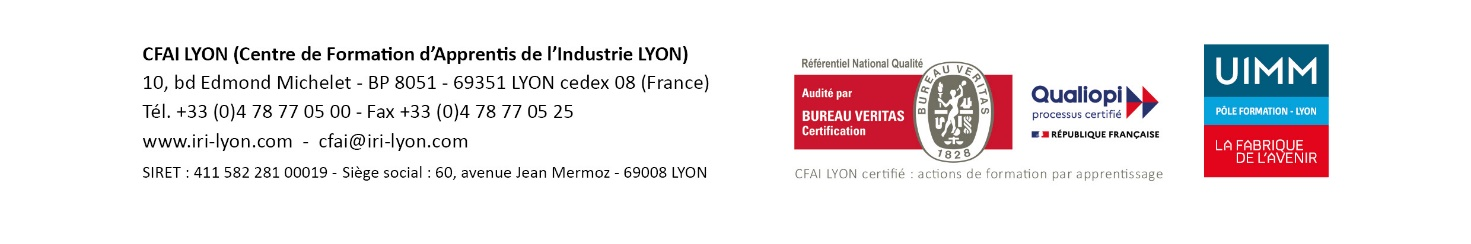 CFAI LYON (Centre de Formation d’Apprentis de l’Industrie LYON)
10, bd Edmond Michelet - BP 8051 - 69351 LYON cedex 08 (France)
Tél. +33 (0)4 78 77 05 00 - Fax +33 (0)4 78 77 05 25
www.iri-lyon.com - cfai@iri-lyon.com
SIRET : 411 582 281 00019 - Siège social : 60, avenue Jean Mermoz - 69008 LYON
Référentiel National Qualité
Audité par
BUREAU VERITAS
Certification
BUREAU VERITAS
1828
Qualiopi
processus certifié
RÉPUBLIQUE FRANÇAISE
CFAI LYON certifié : actions de formation par apprentissage
UIMM
PÔLE FORMATION - LYON
LA FABRIQUE
DE L’AVENIR